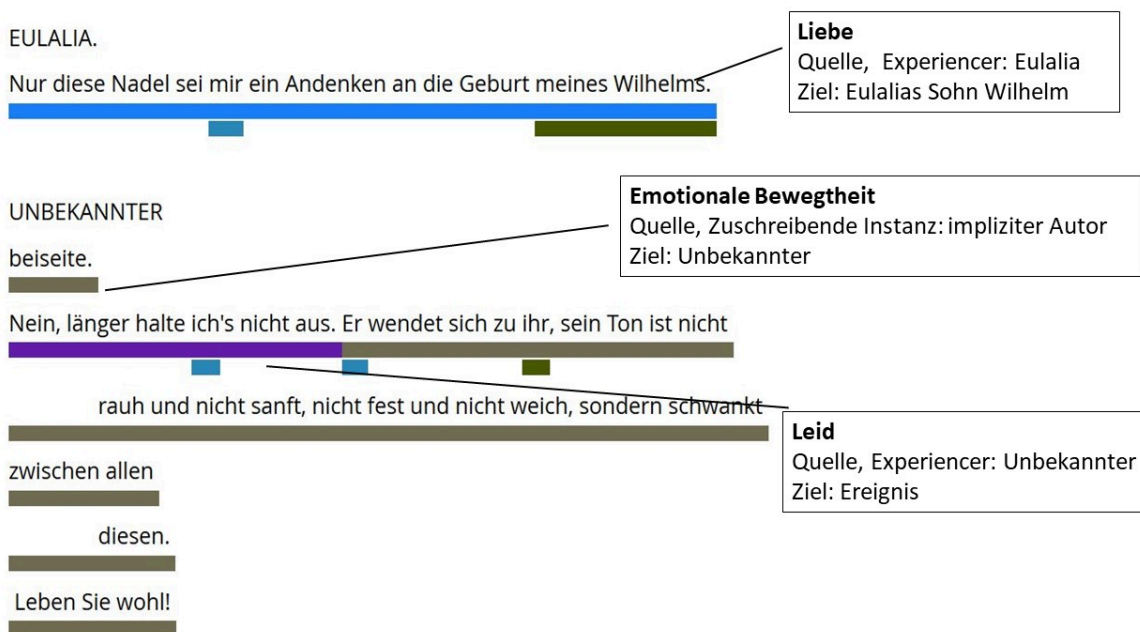 EULALIA.
Nur diese Nadel sei mir ein Andenken an die Geburt meines Wilhelms.
Liebe
Quelle, Experiencer: Eulalia
Ziel: Eulalias Sohn Wilhelm
UNBEKANNTER
beiseite.
Emotionale Bewegtheit
Quelle, Zuschreibende Instanz: impliziter Autor
Ziel: Unbekannter
Nein, länger halte ich's nicht aus. Er wendet sich zu ihr, sein Ton ist nicht
rauh und nicht sanft, nicht fest und nicht weich, sondern schwankt
zwischen allen
diesen.
Leben Sie wohl!
Leid
Quelle, Experiencer: Unbekannter
Ziel: Ereignis